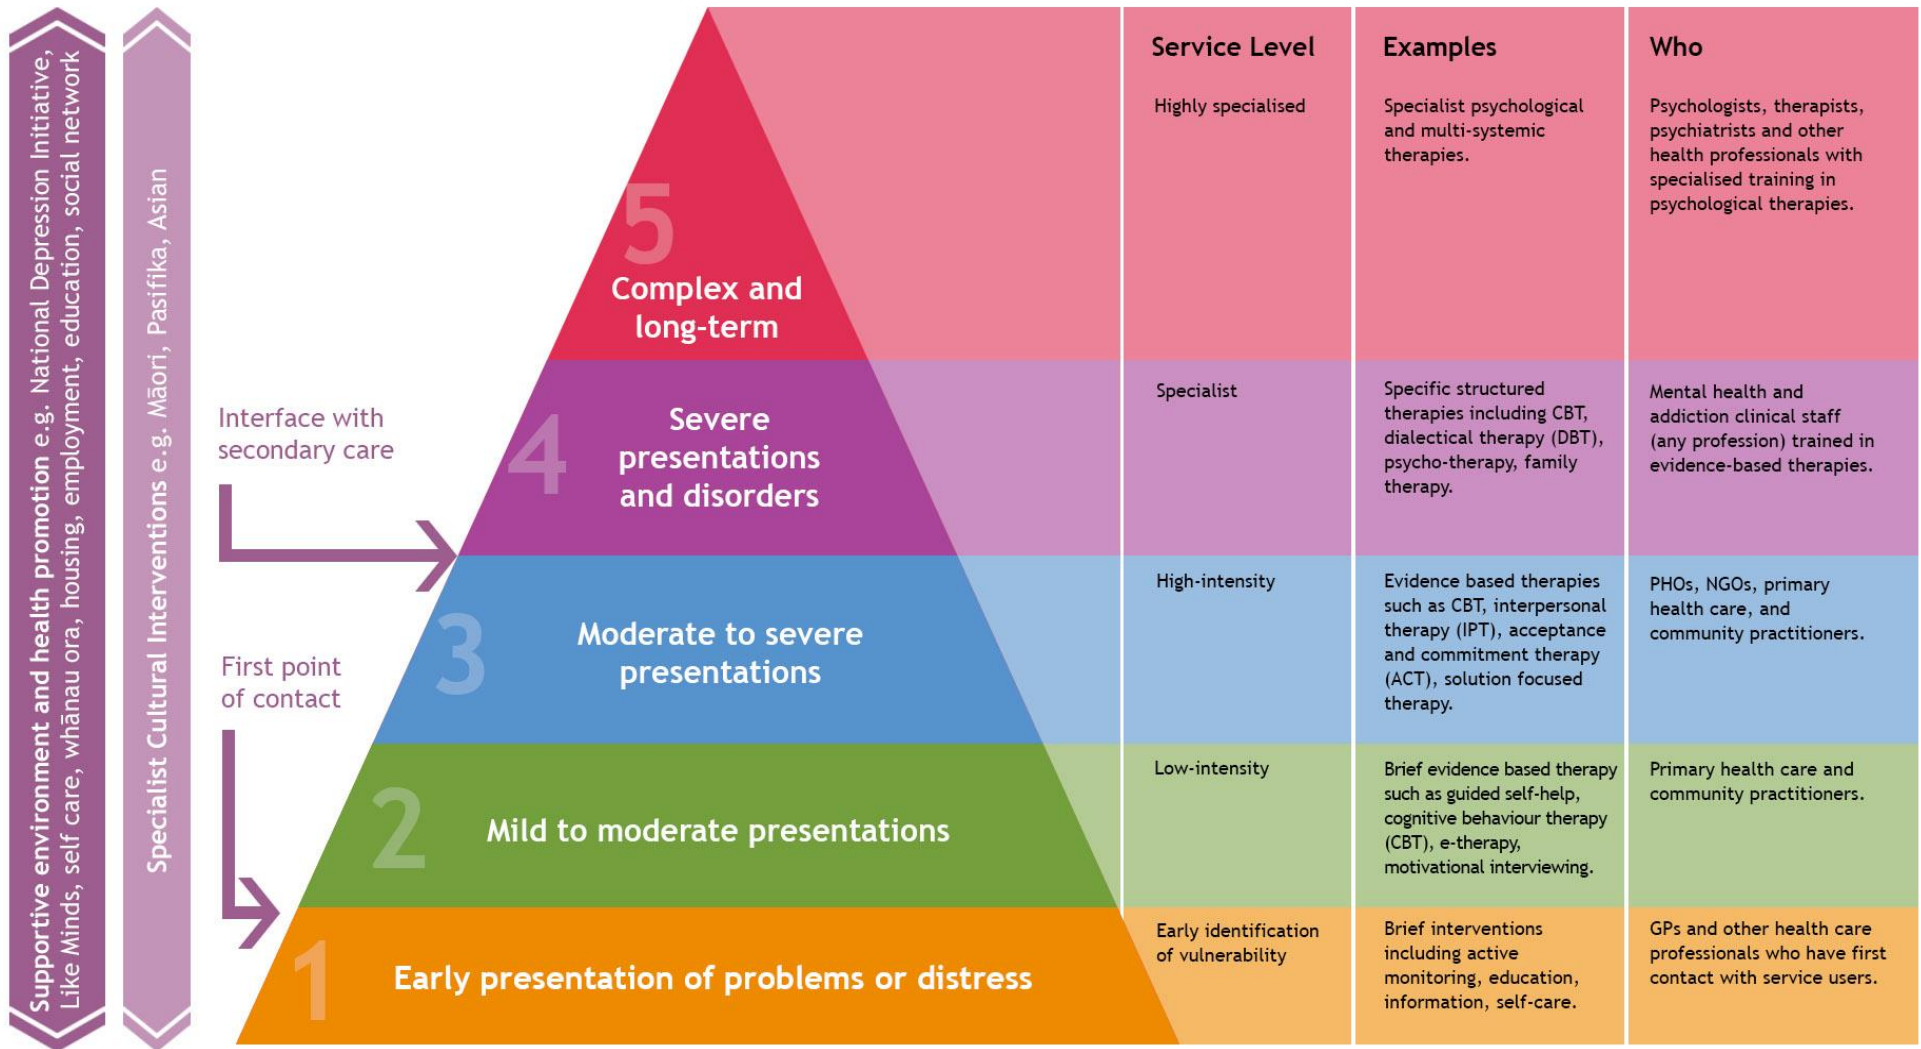 Supportive environment and health promotion e.g. National Depression Initiative,
Like Minds, self care, whānau ora, housing, employment, education, social network
Specialist Cultural Interventions e.g. Māori, Pasifika, Asian
Interface with
secondary care
First point
of contact
Service Level
Examples
Who
5
Complex and
long-term
Highly specialised
Specialist psychological
and multi-systemic
therapies.
Psychologists, therapists,
psychiatrists and other
health professionals with
specialised training in
psychological therapies.
4
Severe
presentations
and disorders
Specialist
Specific structured
therapies including CBT,
dialectical therapy (DBT),
psycho-therapy, family
therapy.
Mental health and
addiction clinical staff
(any profession) trained in
evidence-based therapies.
3
Moderate to severe
presentations
High-intensity
Evidence based therapies
such as CBT, interpersonal
therapy (IPT), acceptance
and commitment therapy
(ACT), solution focused
therapy.
PHOs, NGOs, primary
health care, and
community practitioners.
2
Mild to moderate presentations
Low-intensity
Brief evidence based therapy
such as guided self-help,
cognitive behaviour therapy
(CBT), e-therapy,
motivational interviewing.
Primary health care and
community practitioners.
1
Early presentation of problems or distress
Early identification
of vulnerability
Brief interventions
including active
monitoring, education,
information, self-care.
GPs and other health care
professionals who have first
contact with service users.